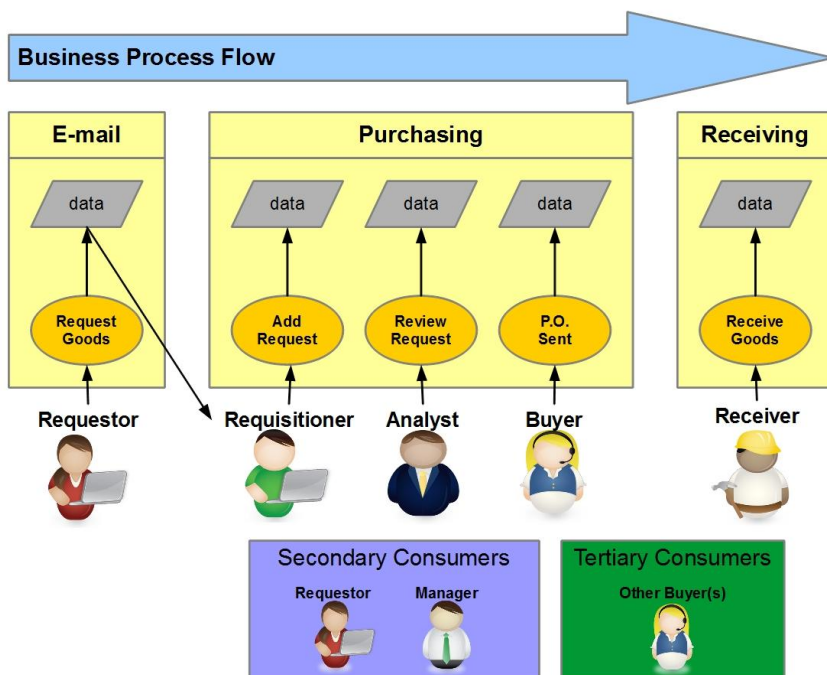 Business Process Flow
E-mail
Purchasing
Receiving
data
data
data
data
data
Request
Goods
Add
Request
Review
Request
P.O.
Sent
Receive
Goods
Requestor
Requisitioner
Analyst
Buyer
Receiver
Secondary Consumers
Requestor
Manager
Tertiary Consumers
Other Buyer(s)